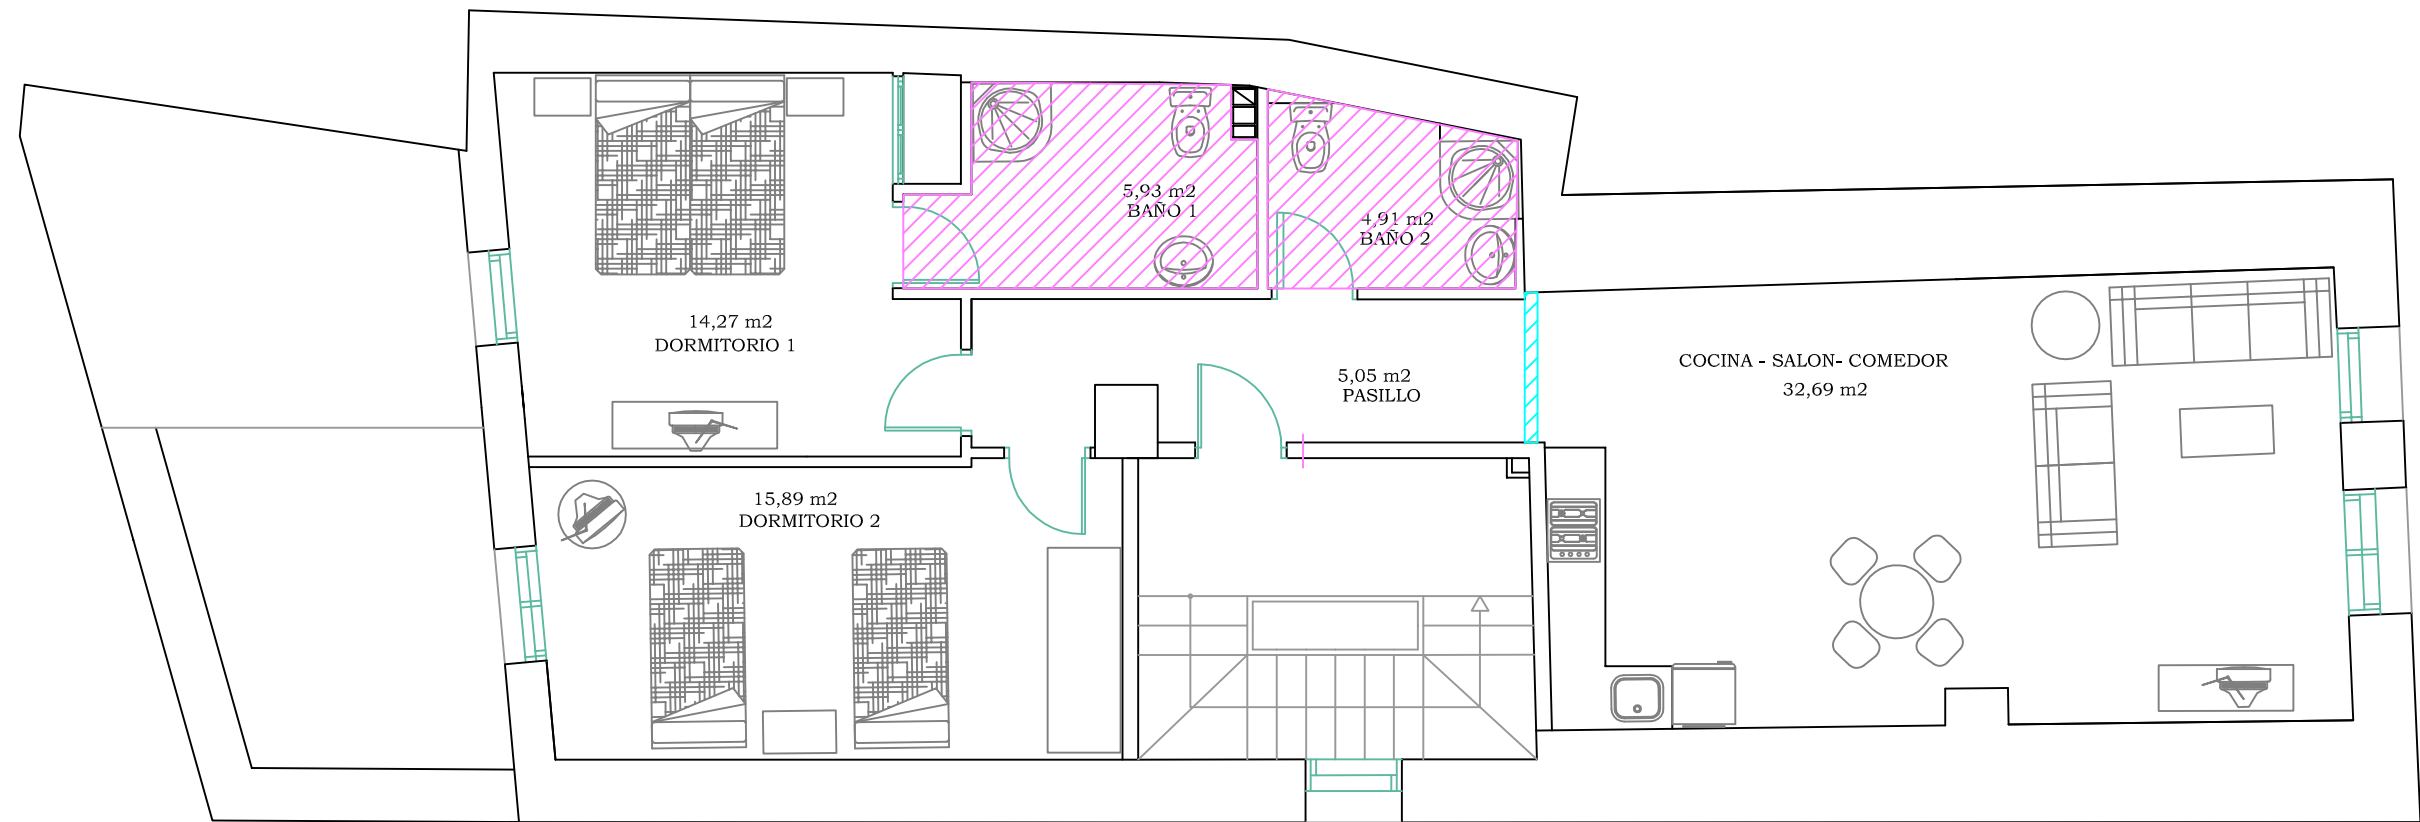 5,93 m2
BAÑO 1
4,91 m2
BAÑO 2
14,27 m2
DORMITORIO 1
5,05 m2
PASILLO
COCINA - SALON- COMEDOR
32,69 m2
15,89 m2
DORMITORIO 2